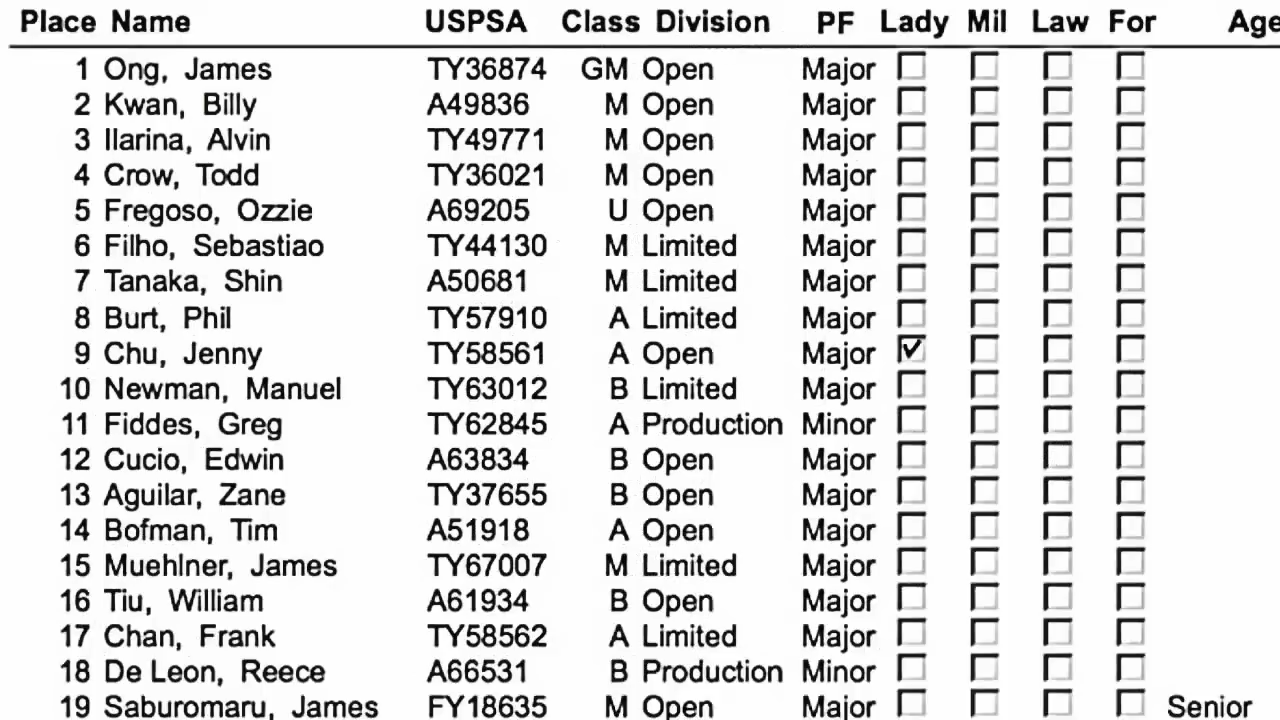 Place Name USPSA Class Division PF Lady Mil Law For Age
1 Ong, James TY36874 GM Open Major
2 Kwan, Billy A49836 M Open Major
3 Ilarina, Alvin TY49771 M Open Major
4 Crow, Todd TY36021 M Open Major
5 Fregoso, Ozzie A69205 U Open Major
6 Filho, Sebastiao TY44130 M Limited Major
7 Tanaka, Shin A50681 M Limited Major
8 Burt, Phil TY57910 A Limited Major
9 Chu, Jenny TY58561 A Open Major
10 Newman, Manuel TY63012 B Limited Major
11 Fiddes, Greg TY62845 A Production Minor
12 Cucio, Edwin A63834 B Open Major
13 Aguilar, Zane TY37655 B Open Major
14 Bofman, Tim A51918 A Open Major
15 Muehlner, James TY67007 M Limited Major
16 Tiu, William A61934 B Open Major
17 Chan, Frank TY58562 A Limited Major
18 De Leon, Reece A66531 B Production Minor
19 Saburomaru, James FY18635 M Open Major Senior